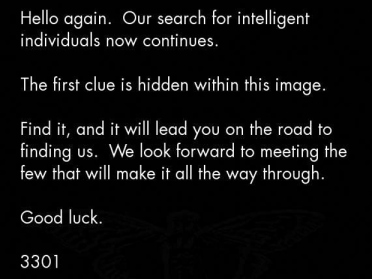 Hello again.  Our search for intelligent
individuals now continues.
The first clue is hidden within this image.
Find it, and it will lead you on the road to
finding us.  We look forward to meeting the
few that will make it all the way through.
Good luck.
3301